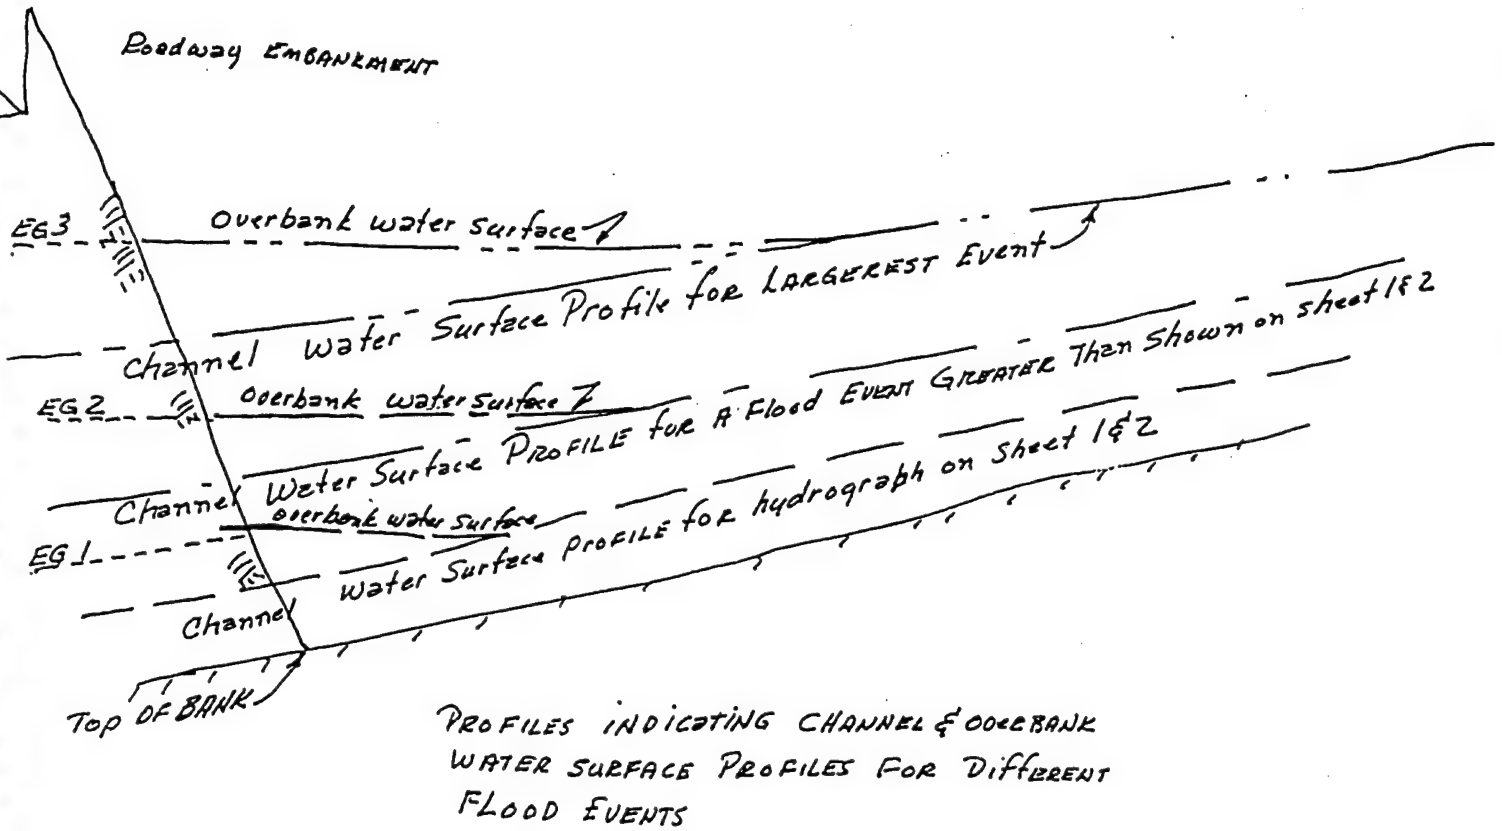 Roadway EMBANKMENT
EG3
Overbank water surface
Channel Water Surface Profile for LARGEREST Event
EG2
Overbank water surface
Channel Water Surface PROFILE for A Flood EVENT GREATER Than Shown on sheet 1&2
overbank water surface
EG1
Channel Water Surface PROFILE for hydrograph on Sheet 1&2
TOP OF BANK
PROFILES iNDicatiNG CHANNEL & OVERBANK
WATER SURFACE PROFILES FOR DiffERENT
FLOOD EVENTS